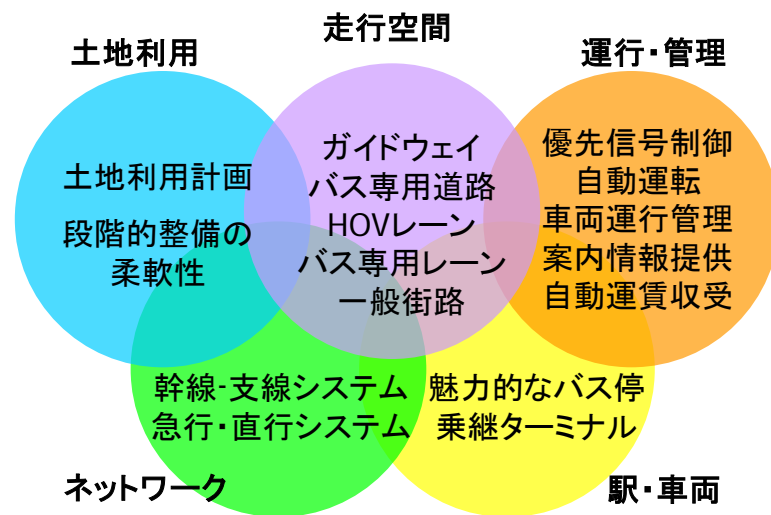 走行空間
土地利用
運行・管理
土地利用計画
段階的整備の
柔軟性
ガイドウェイ
バス専用道路
HOVレーン
バス専用レーン
一般街路
優先信号制御
自動運転
車両運行管理
案内情報提供
自動運賃収受
幹線-支線システム
急行・直行システム
魅力的なバス停
乗継ターミナル
ネットワーク
駅・車両